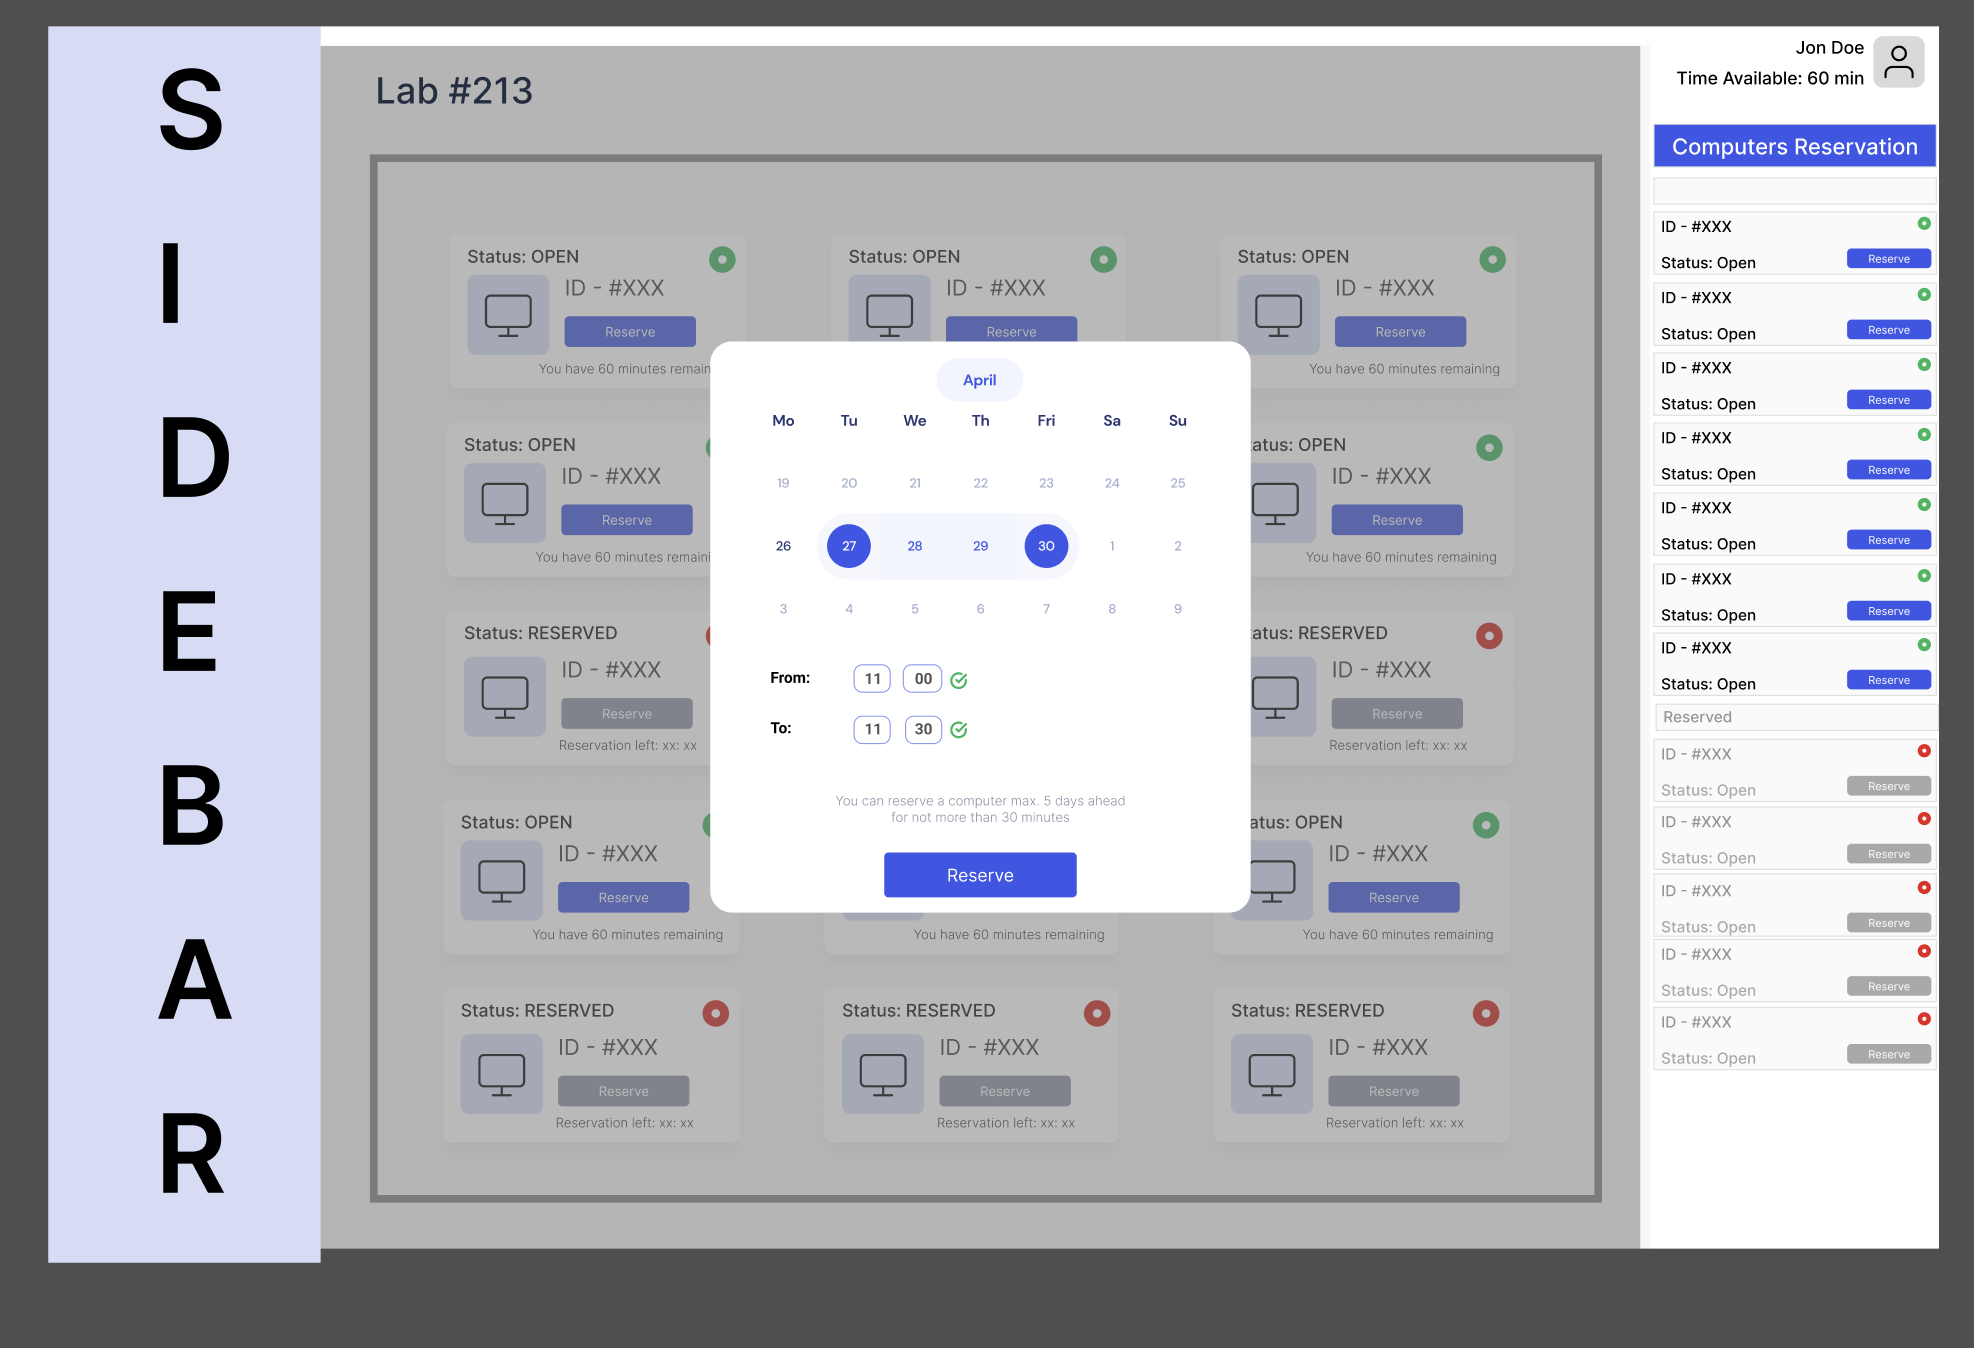 S
I
D
E
B
A
R
Lab #213
Status: OPEN
ID - #XXX
Reserve
You have 60 minutes remain
Status: OPEN
ID - #XXX
Reserve
Status: OPEN
ID - #XXX
Reserve
You have 60 minutes remaining
Status: OPEN
ID - #XXX
Reserve
You have 60 minutes remaini
atus: OPEN
ID - #XXX
Reserve
You have 60 minutes remaining
Status: RESERVED
ID - #XXX
Reserve
Reservation left: xx: xx
atus: RESERVED
ID - #XXX
Reserve
Reservation left: xx: xx
Status: OPEN
ID - #XXX
Reserve
You have 60 minutes remaining
You have 60 minutes remaining
atus: OPEN
ID - #XXX
Reserve
You have 60 minutes remaining
Status: RESERVED
ID - #XXX
Reserve
Reservation left: xx: xx
Status: RESERVED
ID - #XXX
Reserve
Reservation left: xx: xx
Status: RESERVED
ID - #XXX
Reserve
Reservation left: xx: xx
April
Mo Tu We Th Fri Sa Su
19 20 21 22 23 24 25
26 27 28 29 30 1 2
3 4 5 6 7 8 9
From: 11 00
To: 11 30
You can reserve a computer max. 5 days ahead
for not more than 30 minutes
Reserve
Jon Doe
Time Available: 60 min
Computers Reservation
ID - #XXX
Status: Open Reserve
ID - #XXX
Status: Open Reserve
ID - #XXX
Status: Open Reserve
ID - #XXX
Status: Open Reserve
ID - #XXX
Status: Open Reserve
ID - #XXX
Status: Open Reserve
ID - #XXX
Status: Open Reserve
Reserved
ID - #XXX
Status: Open Reserve
ID - #XXX
Status: Open Reserve
ID - #XXX
Status: Open Reserve
ID - #XXX
Status: Open Reserve
ID - #XXX
Status: Open Reserve